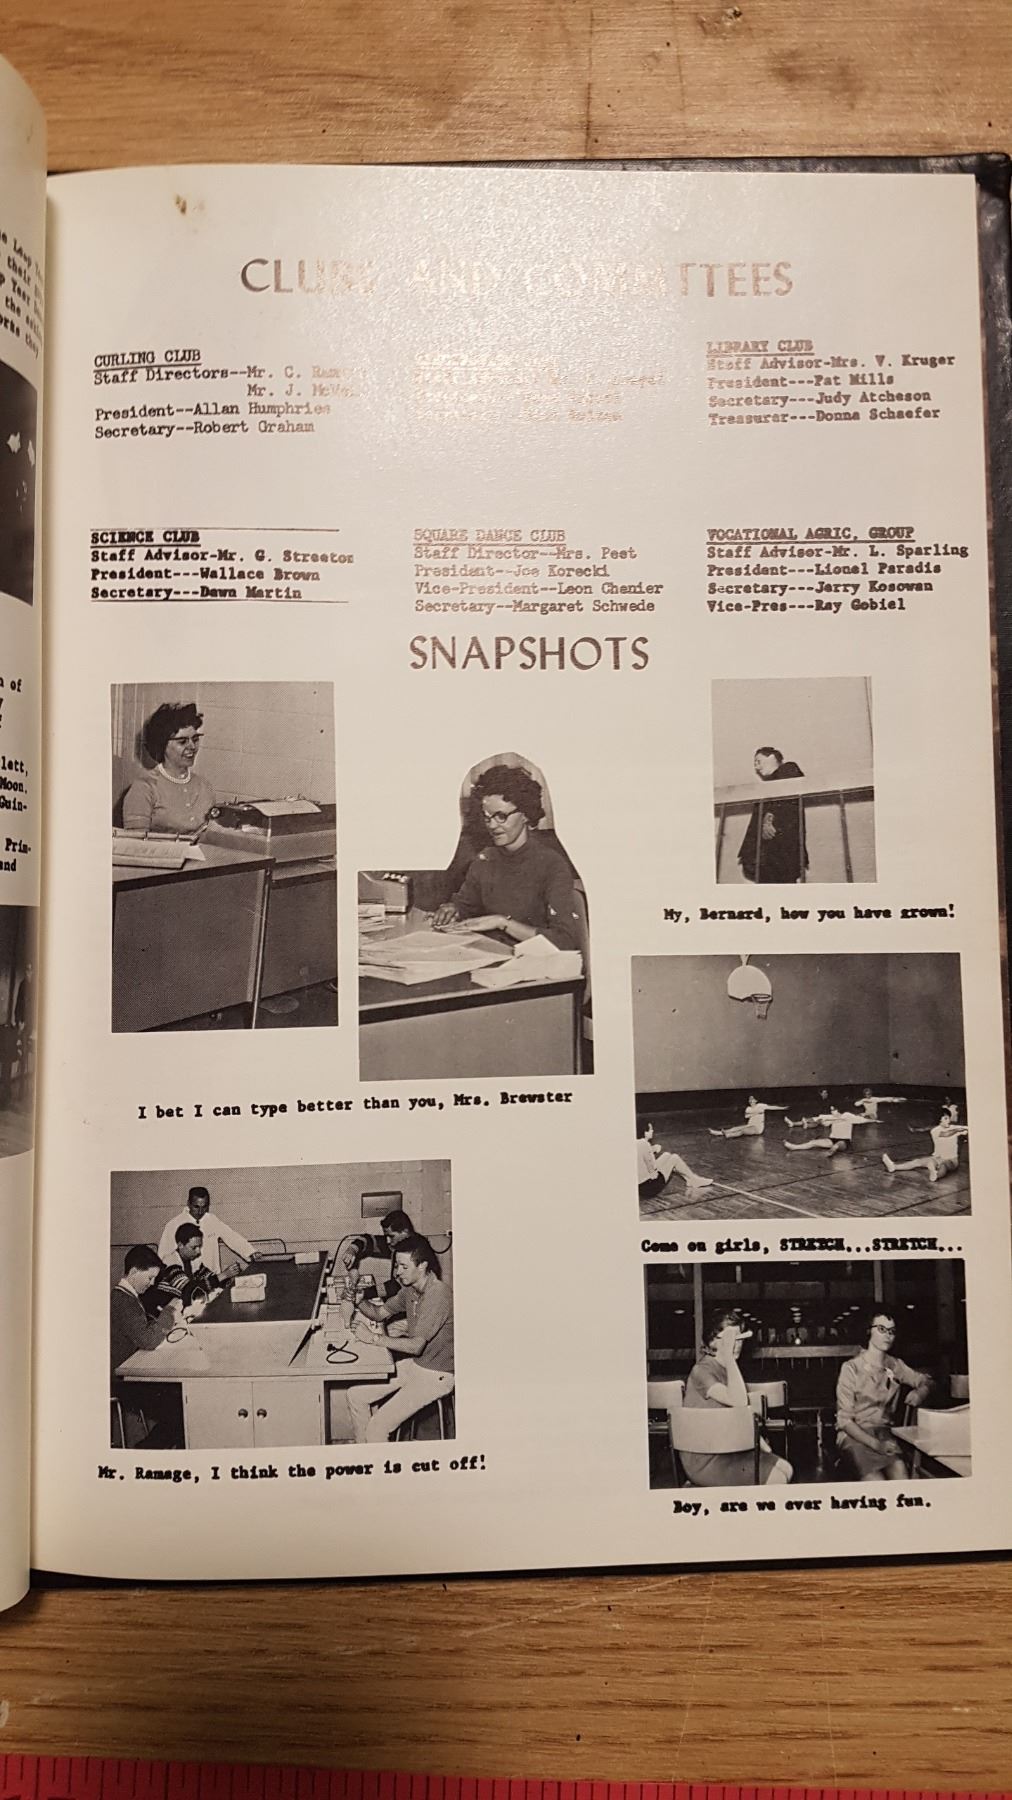 CLUBS AND COMMITTEES
CURLING CLUB
Staff Directors--Mr. C.
Mr. J.
President--Allan Humphries
Secretary--Robert Graham
LIBRARY CLUB
Staff Advisor-Mrs. V. Kruger
President---Pat Mills
Secretary---Judy Atcheson
Treasurer---Donna Schaefer
SCIENCE CLUB
Staff Advisor-Mr. G. Streetor
President---Wallace Brown
Secretary---Dawn Martin
SQUARE DANCE CLUB
Staff Director--Mrs. Peet
President--Joe Korecki
Vice-President--Leon Chenier
Secretary--Margaret Schwede
VOCATIONAL AGRIC, GROUP
Staff Advisor-Mr. L. Sparling
President---Lionel Paradis
Secretary---Jerry Kosowan
Vice-Pres---Ray Gobiel
SNAPSHOTS
My, Bernard, how you have grown!
I bet I can type better than you, Mrs. Brewster
Come on girls, STRETCH...STRETCH...
Mr. Ramage, I think the power is cut off!
Boy, are we ever having fun.